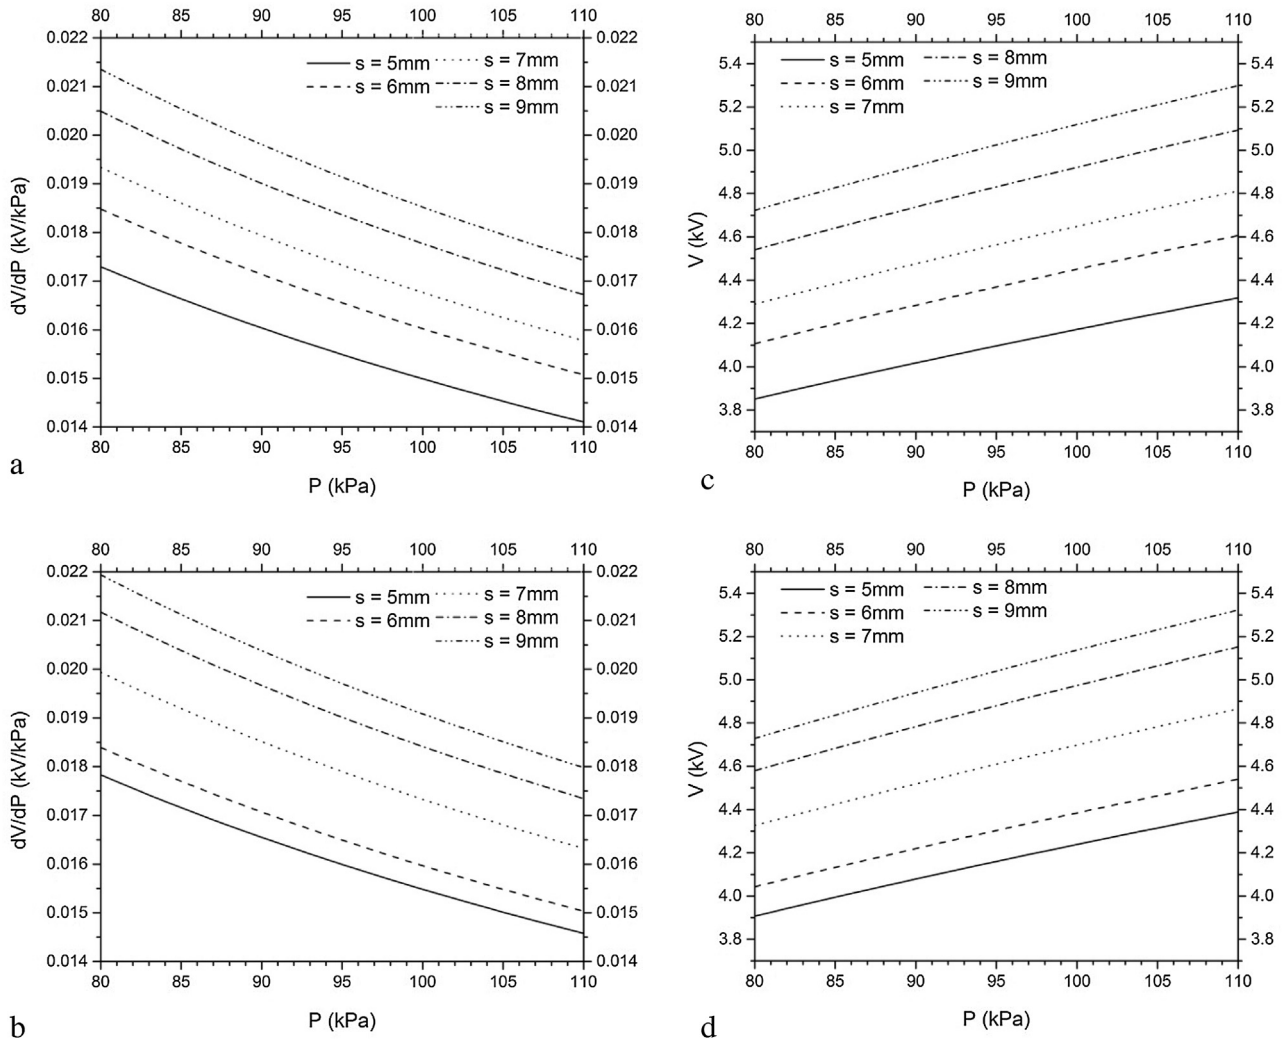 80 85 90 95 100 105 110
0.022 0.022
0.021 0.021
0.020 0.020
0.019 0.019
0.018 0.018
0.017 0.017
0.016 0.016
0.015 0.015
0.014 0.014
s = 5mm s = 7mm
s = 6mm s = 8mm
s = 9mm
dV/dP (kV/kPa)
80 85 90 95 100 105 110
P (kPa)
a
80 85 90 95 100 105 110
5.4 5.4
5.2 5.2
5.0 5.0
4.8 4.8
4.6 4.6
4.4 4.4
4.2 4.2
4.0 4.0
3.8 3.8
s = 5mm s = 8mm
s = 6mm s = 9mm
s = 7mm
V (kV)
80 85 90 95 100 105 110
P (kPa)
c
80 85 90 95 100 105 110
0.022 0.022
0.021 0.021
0.020 0.020
0.019 0.019
0.018 0.018
0.017 0.017
0.016 0.016
0.015 0.015
0.014 0.014
s = 5mm s = 7mm
s = 6mm s = 8mm
s = 9mm
dV/dP (kV/kPa)
80 85 90 95 100 105 110
P (kPa)
b
80 85 90 95 100 105 110
5.4 5.4
5.2 5.2
5.0 5.0
4.8 4.8
4.6 4.6
4.4 4.4
4.2 4.2
4.0 4.0
3.8 3.8
s = 5mm s = 8mm
s = 6mm s = 9mm
s = 7mm
V (kV)
80 85 90 95 100 105 110
P (kPa)
d